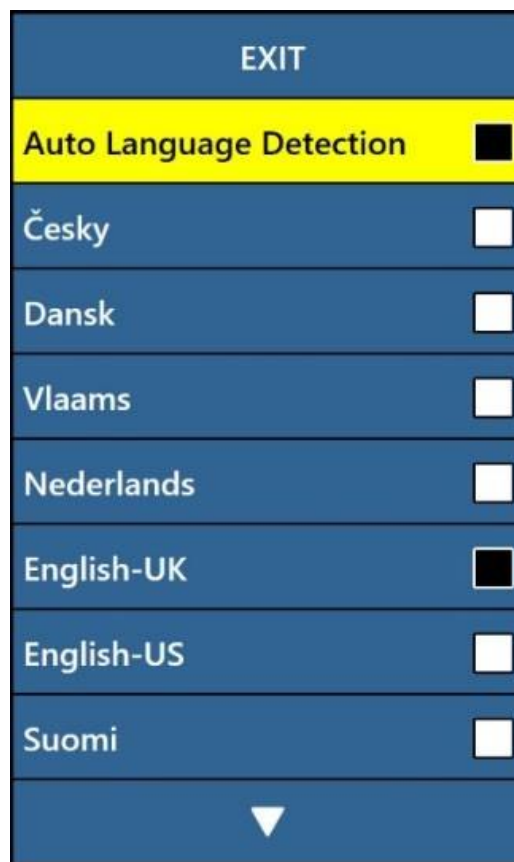 EXIT
Auto Language Detection
Česky
Dansk
Vlaams
Nederlands
English-UK
English-US
Suomi